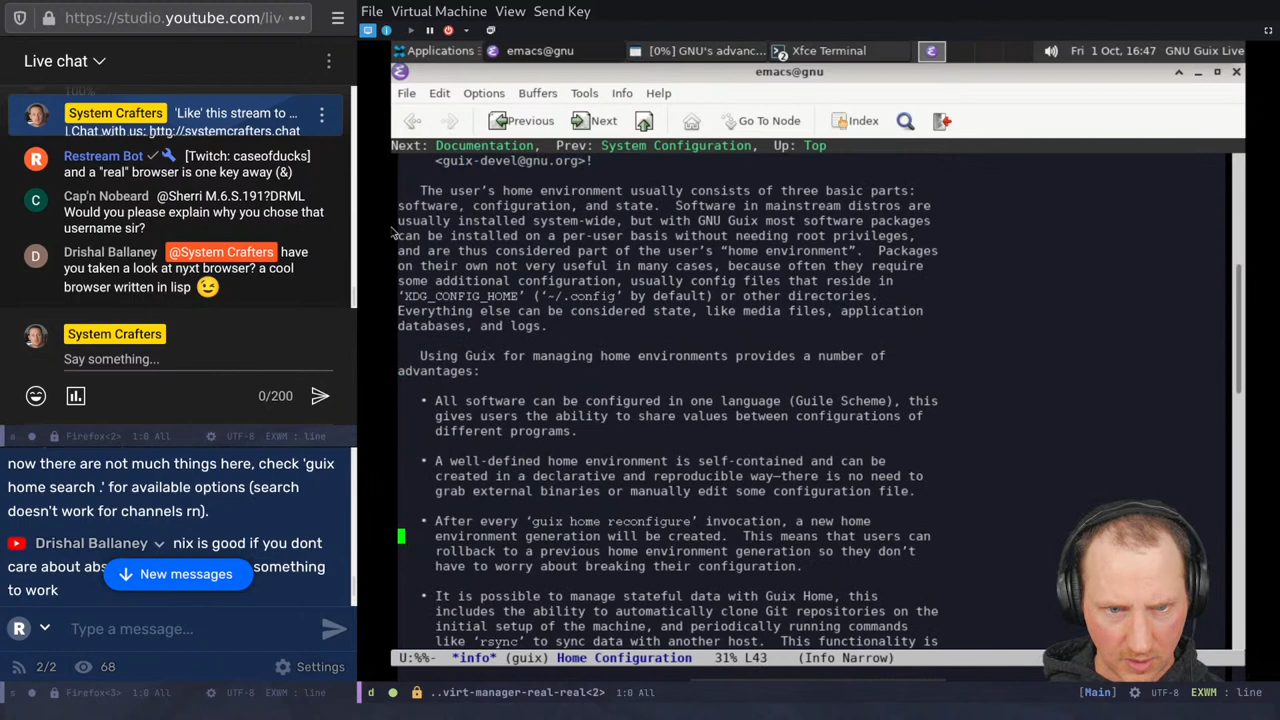 https://studio.youtube.com/liv
Live chat
100%
System Crafters 'Like' this stream to ...
| Chat with us: http://systemcrafters.chat
Restream Bot [Twitch: caseofducks]
and a "real" browser is one key away (&)
Cap'n Nobeard @Sherri M.6.S.191?DRML
Would you please explain why you chose that
username sir?
Drishal Ballaney @System Crafters have
you taken a look at nyxt browser? a cool
browser written in lisp
System Crafters
Say something...
0/200
a Firefox<2> 1:0 All UTF-8 EXWM : line
now there are not much things here, check 'guix
home search .' for available options (search
doesn't work for channels rn).
Drishal Ballaney nix is good if you dont
care about abs something
New messages
to work
R Type a message...
2/2 68 Settings
a Firefox<3> 1:0 All UTF-8 EXWM : line
File Virtual Machine View Send Key
Applications emacs@gnu [0%] GNU's advanc... Xfce Terminal 2 Fri 1 Oct, 16:47 GNU Guix Live
emacs@gnu
File Edit Options Buffers Tools Info Help
Previous Next Go To Node Index
Next: Documentation, Prev: System Configuration, Up: Top
<guix-devel@gnu.org>!
The user's home environment usually consists of three basic parts:
software, configuration, and state. Software in mainstream distros are
usually installed system-wide, but with GNU Guix most software packages
can be installed on a per-user basis without needing root privileges,
and are thus considered part of the user's “home environment”. Packages
on their own not very useful in many cases, because often they require
some additional configuration, usually config files that reside in
‘XDG_CONFIG_HOME’ (‘~/.config’ by default) or other directories.
Everything else can be considered state, like media files, application
databases, and logs.
Using Guix for managing home environments provides a number of
advantages:
• All software can be configured in one language (Guile Scheme), this
gives users the ability to share values between configurations of
different programs.
• A well-defined home environment is self-contained and can be
created in a declarative and reproducible way—there is no need to
grab external binaries or manually edit some configuration file.
• After every ‘guix home reconfigure’ invocation, a new home
environment generation will be created. This means that users can
rollback to a previous home environment generation so they don't
have to worry about breaking their configuration.
• It is possible to manage stateful data with Guix Home, this
includes the ability to automatically clone Git repositories on the
initial setup of the machine, and periodically running commands
like ‘rsync’ to sync data with another host. This functionality is
U:%%- *info* (guix) Home Configuration 31% L43 (Info Narrow)
d ..virt-manager-real-real<2> 1:0 All [Main] UTF-8 EXWM : line